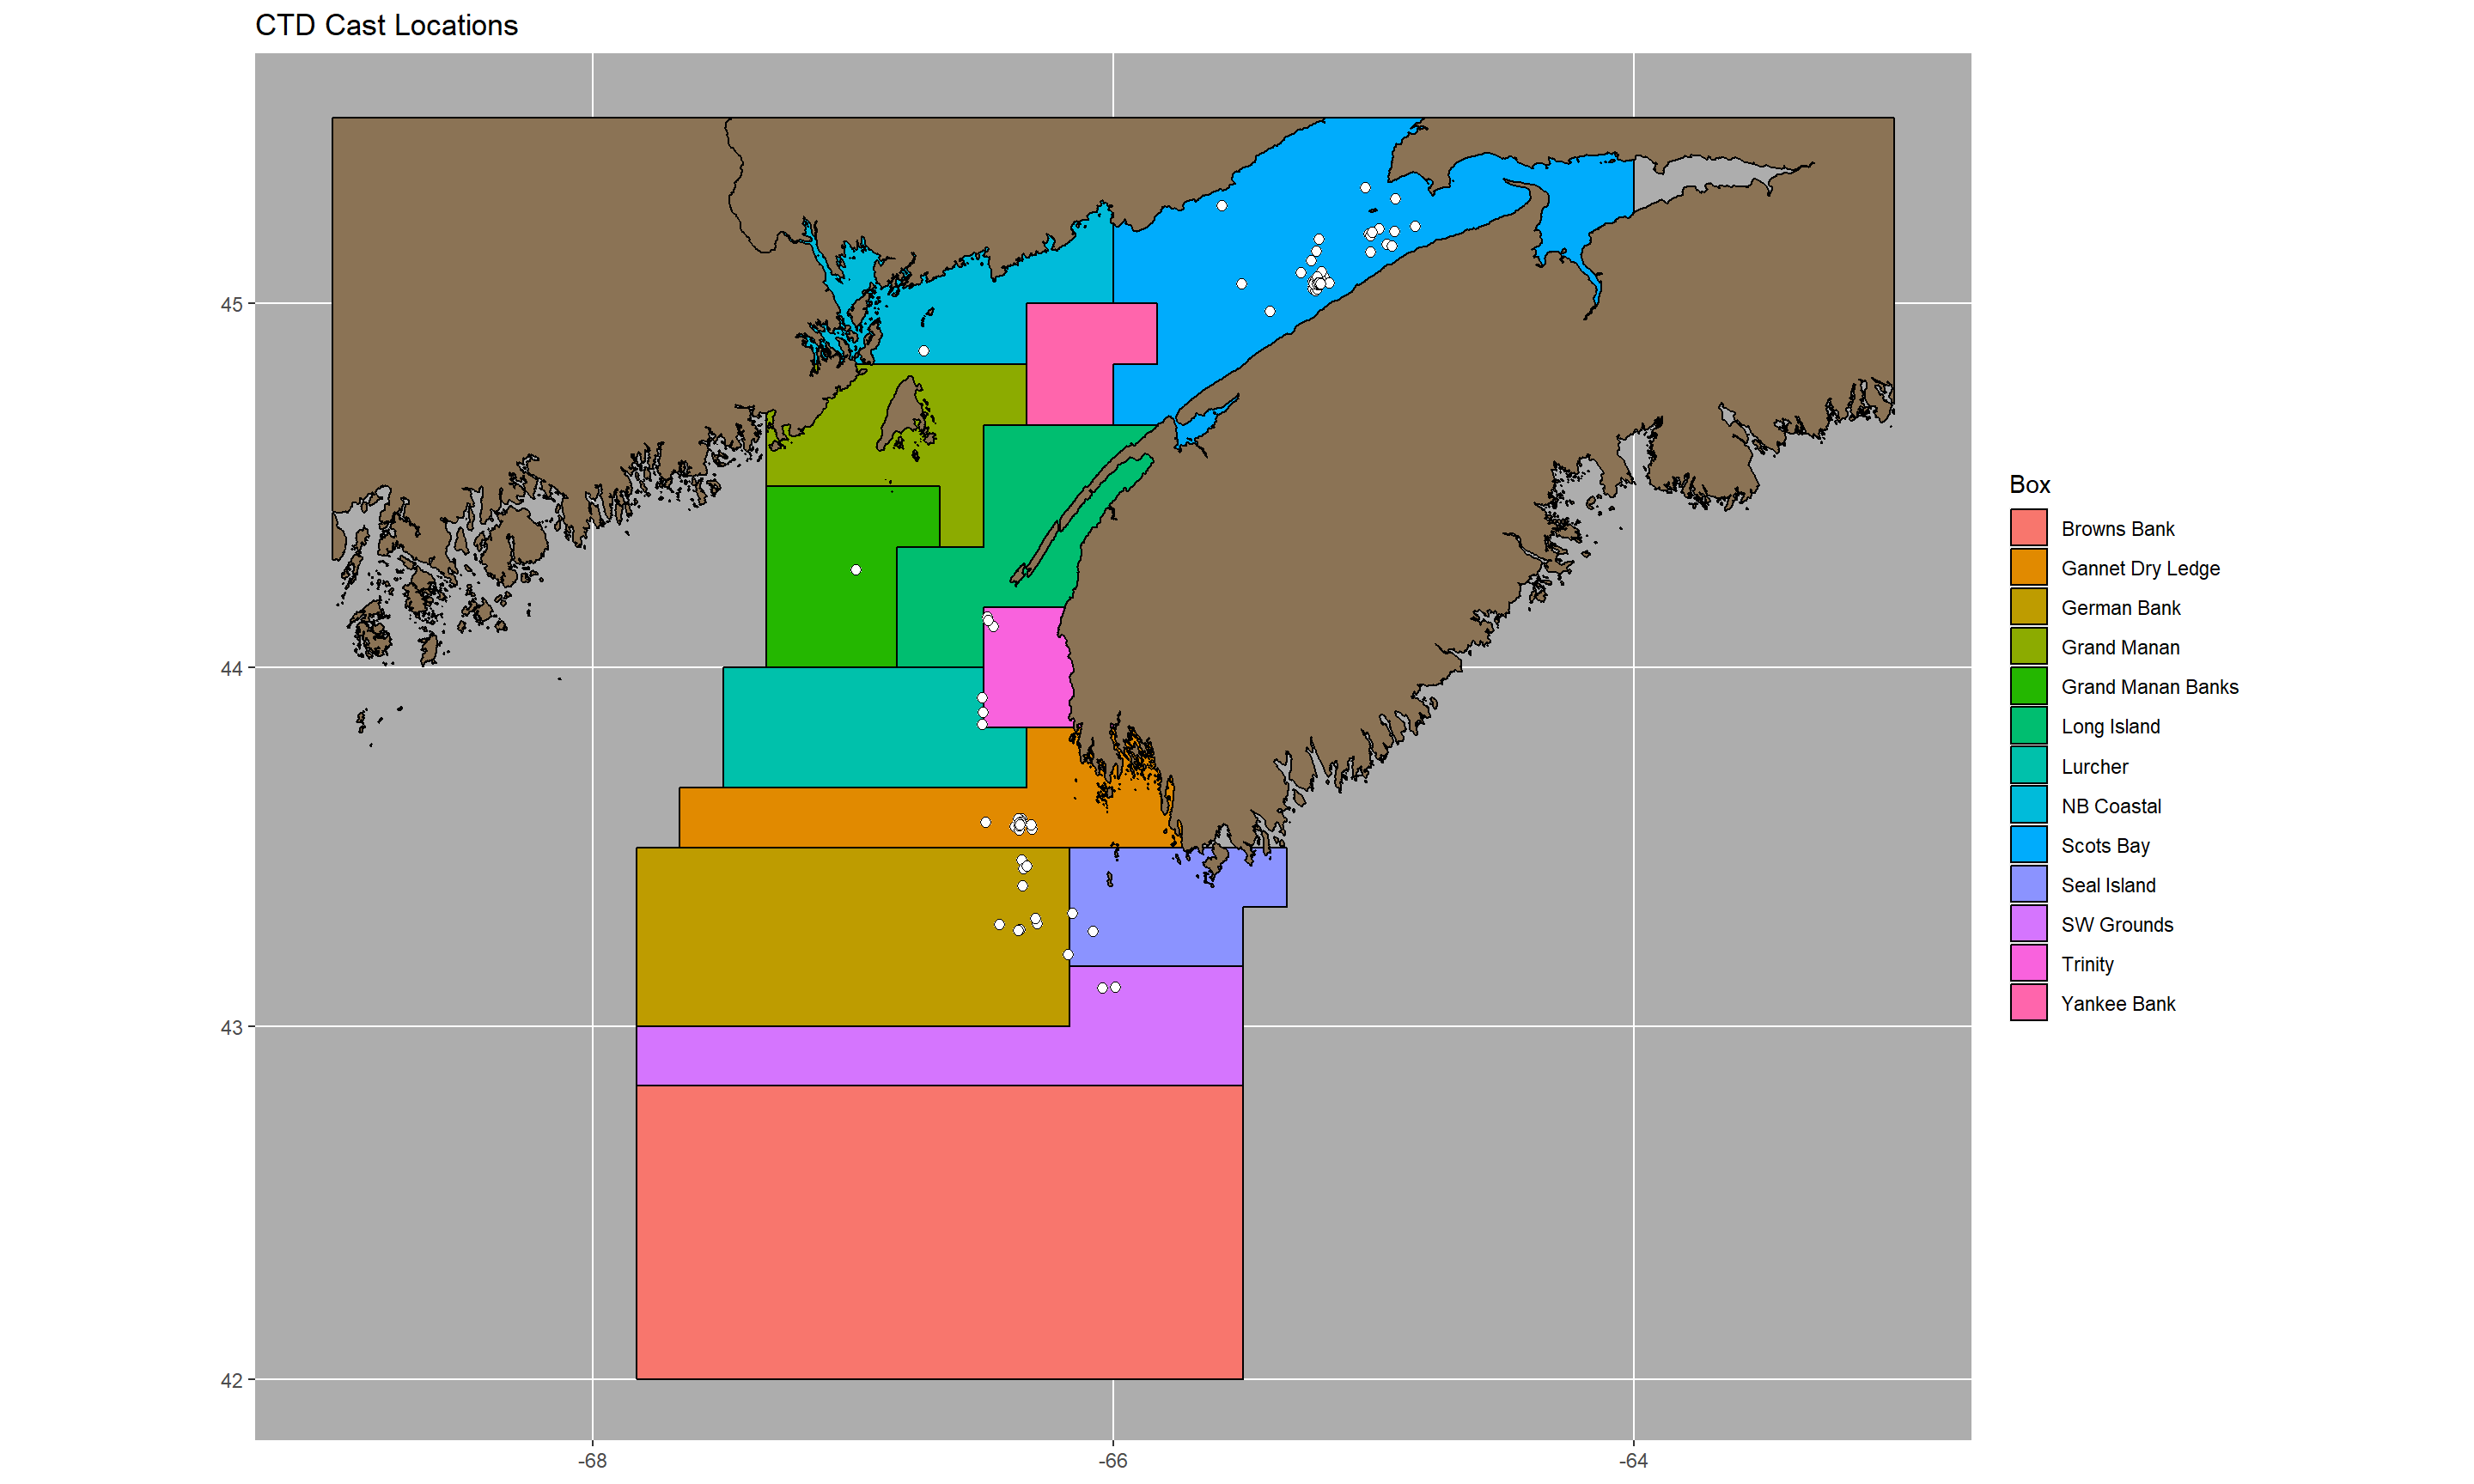 CTD Cast Locations
45
44
43
42
-68
-66
-64
Box
Browns Bank
Gannet Dry Ledge
German Bank
Grand Manan
Grand Manan Banks
Long Island
Lurcher
NB Coastal
Scots Bay
Seal Island
SW Grounds
Trinity
Yankee Bank